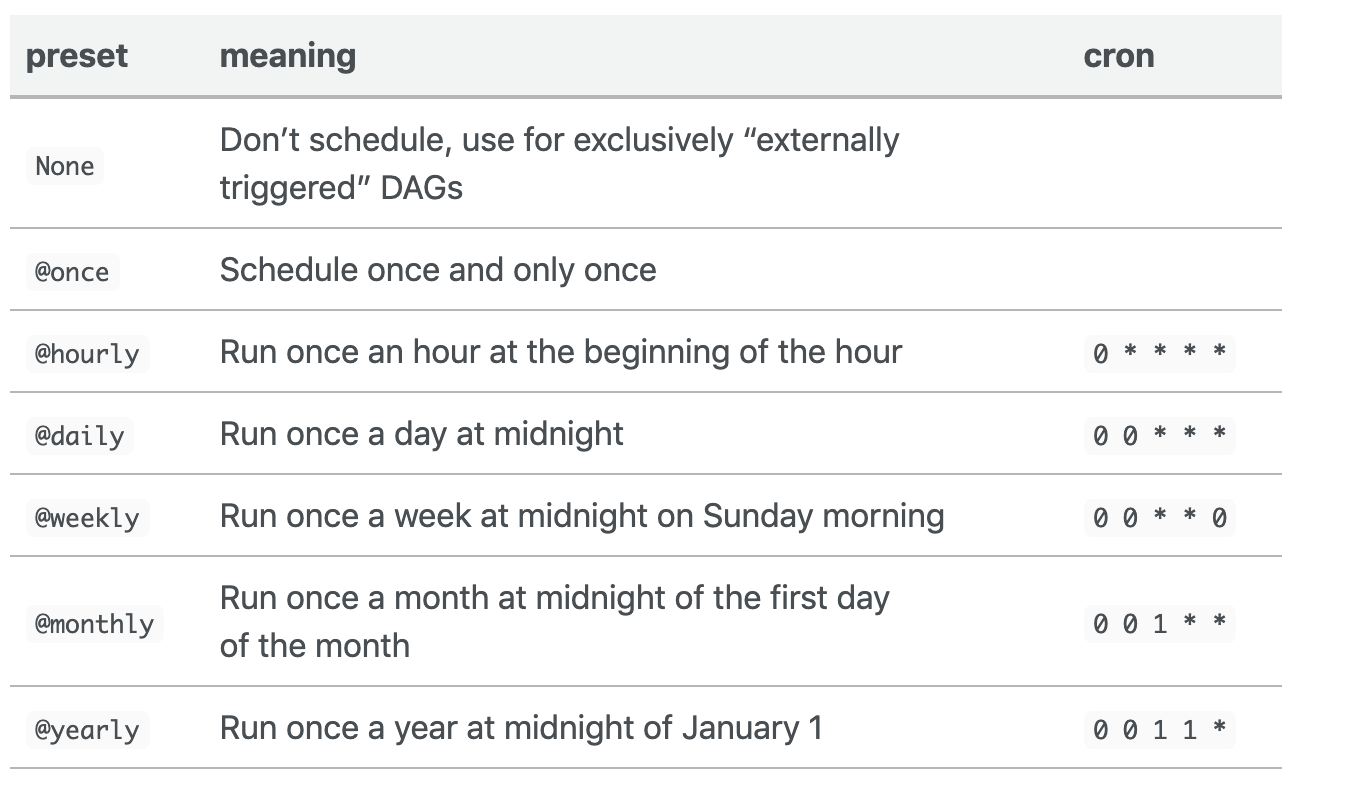 preset meaning cron
None Don’t schedule, use for exclusively “externally
triggered” DAGs
@once Schedule once and only once
@hourly Run once an hour at the beginning of the hour 0 * * * *
@daily Run once a day at midnight 0 0 * * *
@weekly Run once a week at midnight on Sunday morning 0 0 * * 0
@monthly Run once a month at midnight of the first day
of the month 0 0 1 * *
@yearly Run once a year at midnight of January 1 0 0 1 1 *